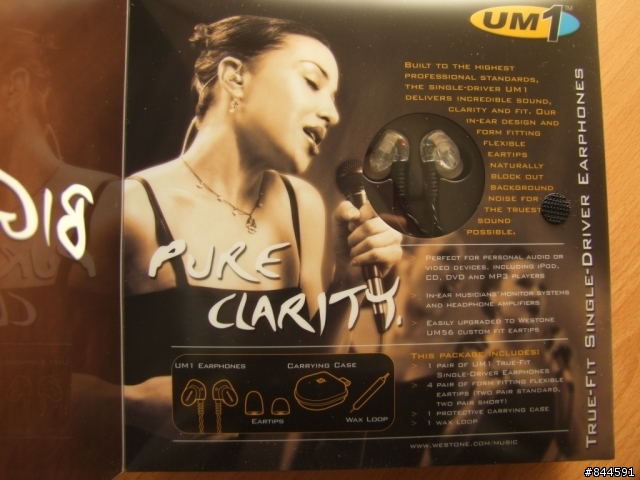 BIG
UM1 TM
BUILT TO THE HIGHEST
PROFESSIONAL STANDARDS,
THE SINGLE-DRIVER UM1
DELIVERS INCREDIBLE SOUND,
CLARITY AND FIT. OUR
IN-EAR DESIGN AND
FORM FITTING
FLEXIBLE
EARTIPS
NATURALLY
BLOCK OUT
BACKGROUND
NOISE FOR
THE TRUEST
SOUND
POSSIBLE.
TRUE-FIT SINGLE-DRIVER EARPHONES
PURE
CLARITY.
PERFECT FOR PERSONAL AUDIO OR
VIDEO DEVICES, INCLUDING IPOD,
CD, DVD AND MP3 PLAYERS
> IN-EAR MUSICIANS' MONITOR SYSTEMS
AND HEADPHONE AMPLIFIERS
> EASILY UPGRADED TO WESTONE
UM56 CUSTOM FIT EARTIPS
UM1 EARPHONES
CARRYING CASE
EARTIPS
WAX LOOP
THIS PACKAGE INCLUDES:
> 1 PAIR OF UM1 TRUE-FIT
SINGLE-DRIVER EARPHONES
> 4 PAIR OF FORM FITTING FLEXIBLE
EARTIPS (TWO PAIR STANDARD,
TWO PAIR SHORT)
> 1 PROTECTIVE CARRYING CASE
> 1 WAX LOOP
WWW.WESTONE.COM/MUSIC
#844591